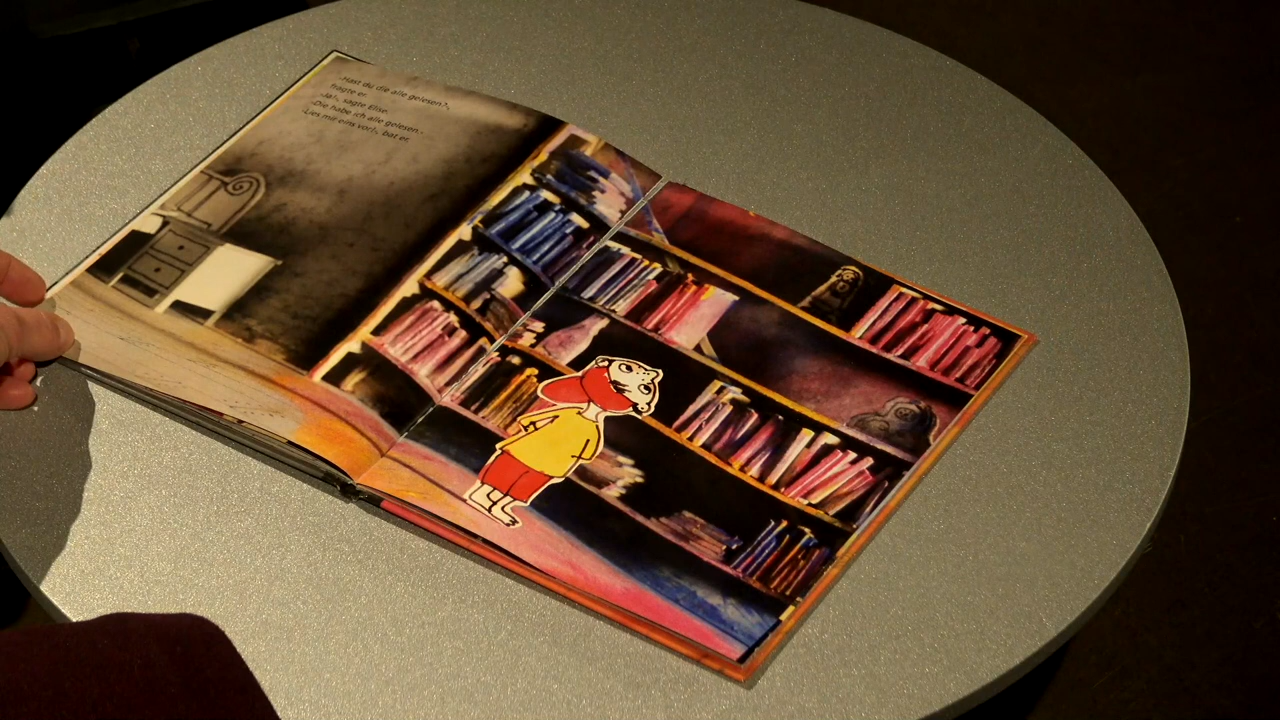 «Hast du die alle gelesen?»,
fragte er.
«Ja!», sagte Elise.
«Die habe ich alle gelesen.»
«Lies mir eins vor!», bat er.